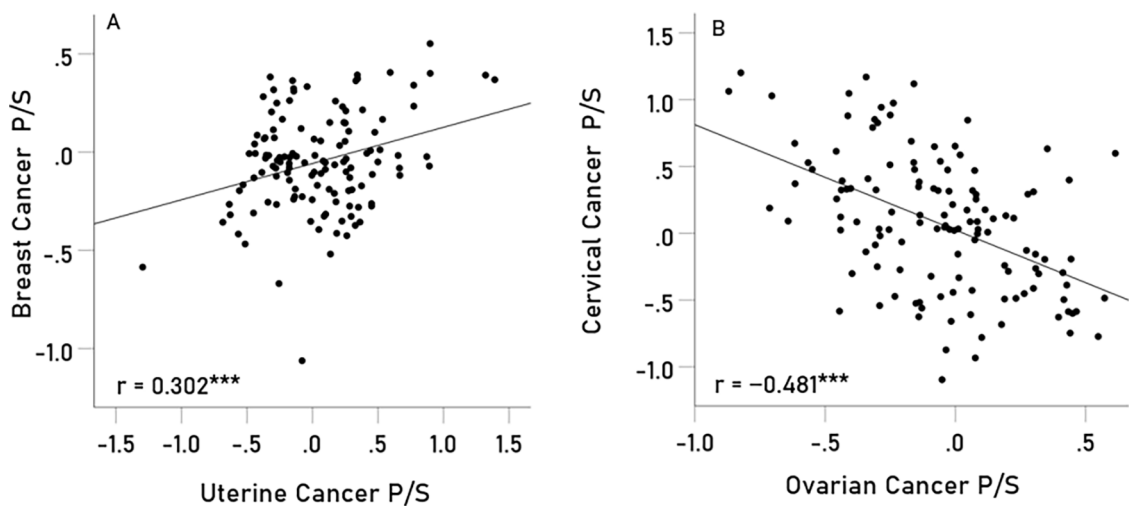 A
.5
.0
-.5
-1.0
Breast Cancer P/S
r = 0.302***
-1.5 -1.0 -.5 .0 .5 1.0 1.5
Uterine Cancer P/S
B
1.5
1.0
0.5
.0
-.5
-1.0
Cervical Cancer P/S
r = −0.481***
-1.0 -.5 .0 .5
Ovarian Cancer P/S